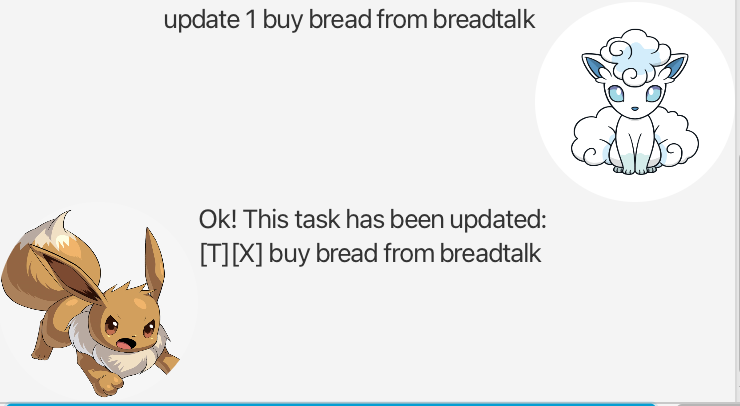 update 1 buy bread from breadtalk
Ok! This task has been updated:
[T][X] buy bread from breadtalk